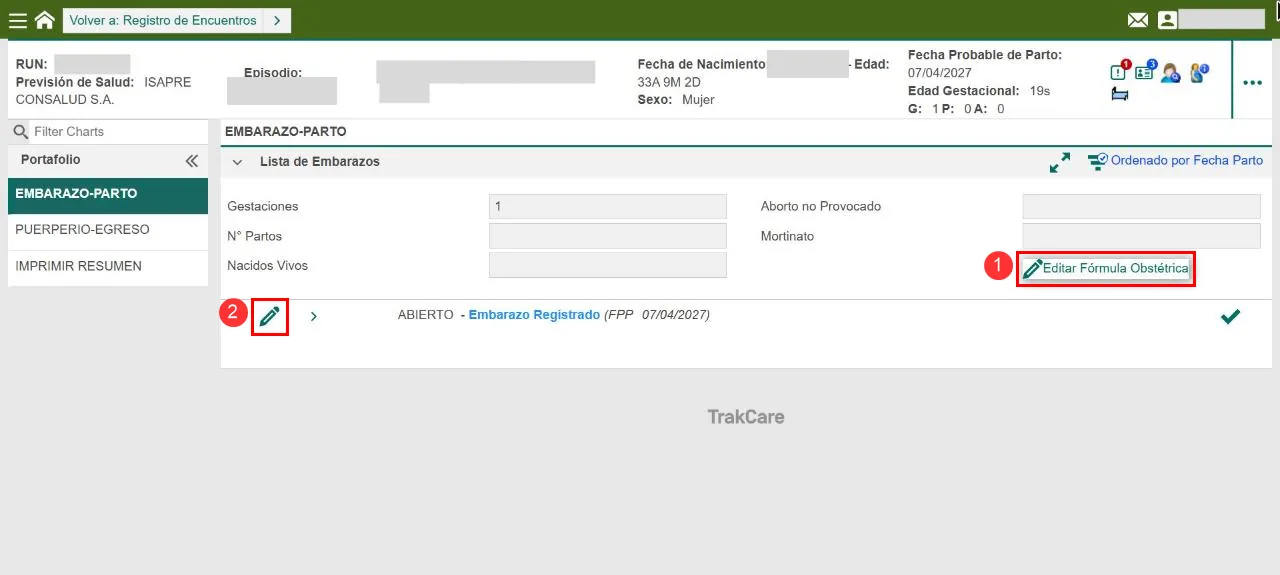 Volver a: Registro de Encuentros
RUN:
Previsión de Salud: ISAPRE
CONSALUD S.A.
Episodio:
Fecha de Nacimiento - Edad:
33A 9M 2D
Sexo: Mujer
Fecha Probable de Parto:
07/04/2027
Edad Gestacional: 19s
G: 1 P: 0 A: 0
1
3
Filter Charts
Portafolio
EMBARAZO-PARTO
PUERPERIO-EGRESO
IMPRIMIR RESUMEN
EMBARAZO-PARTO
Lista de Embarazos
Ordenado por Fecha Parto
Gestaciones 1 Aborto no Provocado
N° Partos Mortinato
Nacidos Vivos
1 Editar Fórmula Obstétrica
2 ABIERTO - Embarazo Registrado (FPP 07/04/2027)
TrakCare